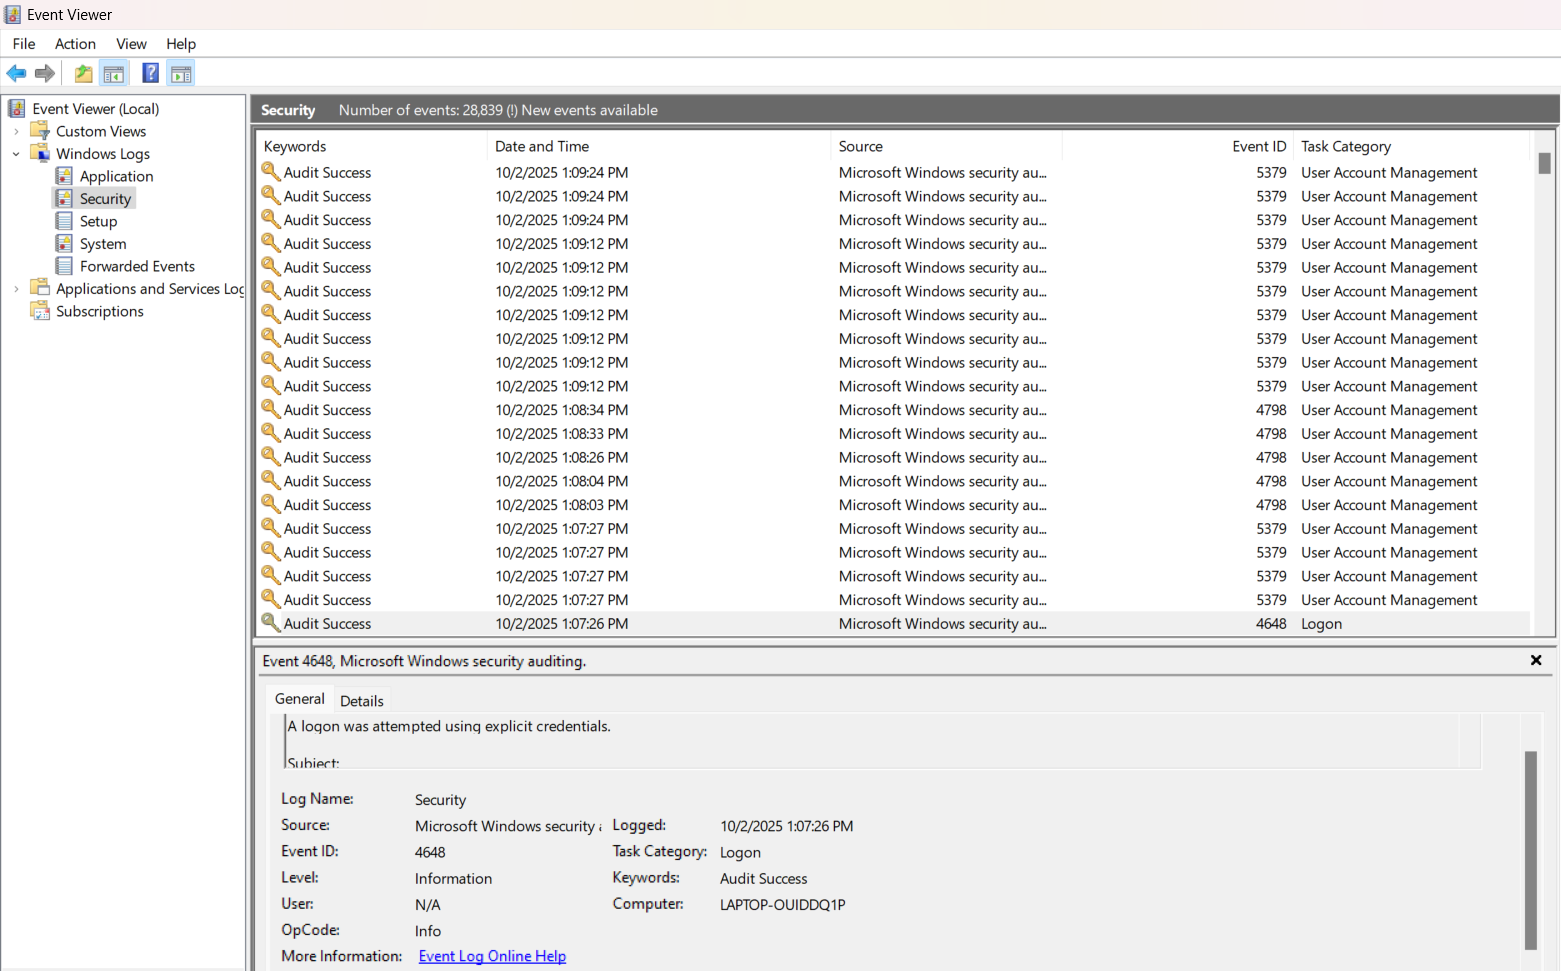 Event Viewer
File Action View Help
Event Viewer (Local)
Custom Views
Windows Logs
Application
Security
Setup
System
Forwarded Events
Applications and Services Log
Subscriptions
Security Number of events: 28,839 (!) New events available
Keywords Date and Time Source Event ID Task Category
Audit Success 10/2/2025 1:09:24 PM Microsoft Windows security au... 5379 User Account Management
Audit Success 10/2/2025 1:09:24 PM Microsoft Windows security au... 5379 User Account Management
Audit Success 10/2/2025 1:09:24 PM Microsoft Windows security au... 5379 User Account Management
Audit Success 10/2/2025 1:09:12 PM Microsoft Windows security au... 5379 User Account Management
Audit Success 10/2/2025 1:09:12 PM Microsoft Windows security au... 5379 User Account Management
Audit Success 10/2/2025 1:09:12 PM Microsoft Windows security au... 5379 User Account Management
Audit Success 10/2/2025 1:09:12 PM Microsoft Windows security au... 5379 User Account Management
Audit Success 10/2/2025 1:09:12 PM Microsoft Windows security au... 5379 User Account Management
Audit Success 10/2/2025 1:09:12 PM Microsoft Windows security au... 5379 User Account Management
Audit Success 10/2/2025 1:09:12 PM Microsoft Windows security au... 5379 User Account Management
Audit Success 10/2/2025 1:08:34 PM Microsoft Windows security au... 4798 User Account Management
Audit Success 10/2/2025 1:08:33 PM Microsoft Windows security au... 4798 User Account Management
Audit Success 10/2/2025 1:08:26 PM Microsoft Windows security au... 4798 User Account Management
Audit Success 10/2/2025 1:08:04 PM Microsoft Windows security au... 4798 User Account Management
Audit Success 10/2/2025 1:08:03 PM Microsoft Windows security au... 4798 User Account Management
Audit Success 10/2/2025 1:07:27 PM Microsoft Windows security au... 5379 User Account Management
Audit Success 10/2/2025 1:07:27 PM Microsoft Windows security au... 5379 User Account Management
Audit Success 10/2/2025 1:07:27 PM Microsoft Windows security au... 5379 User Account Management
Audit Success 10/2/2025 1:07:27 PM Microsoft Windows security au... 5379 User Account Management
Audit Success 10/2/2025 1:07:26 PM Microsoft Windows security au... 4648 Logon
Event 4648, Microsoft Windows security auditing.
General Details
A logon was attempted using explicit credentials.
Subject:
Log Name: Security
Source: Microsoft Windows security Logged: 10/2/2025 1:07:26 PM
Event ID: 4648 Task Category: Logon
Level: Information Keywords: Audit Success
User: N/A Computer: LAPTOP-OUIDDQ1P
OpCode: Info
More Information: Event Log Online Help